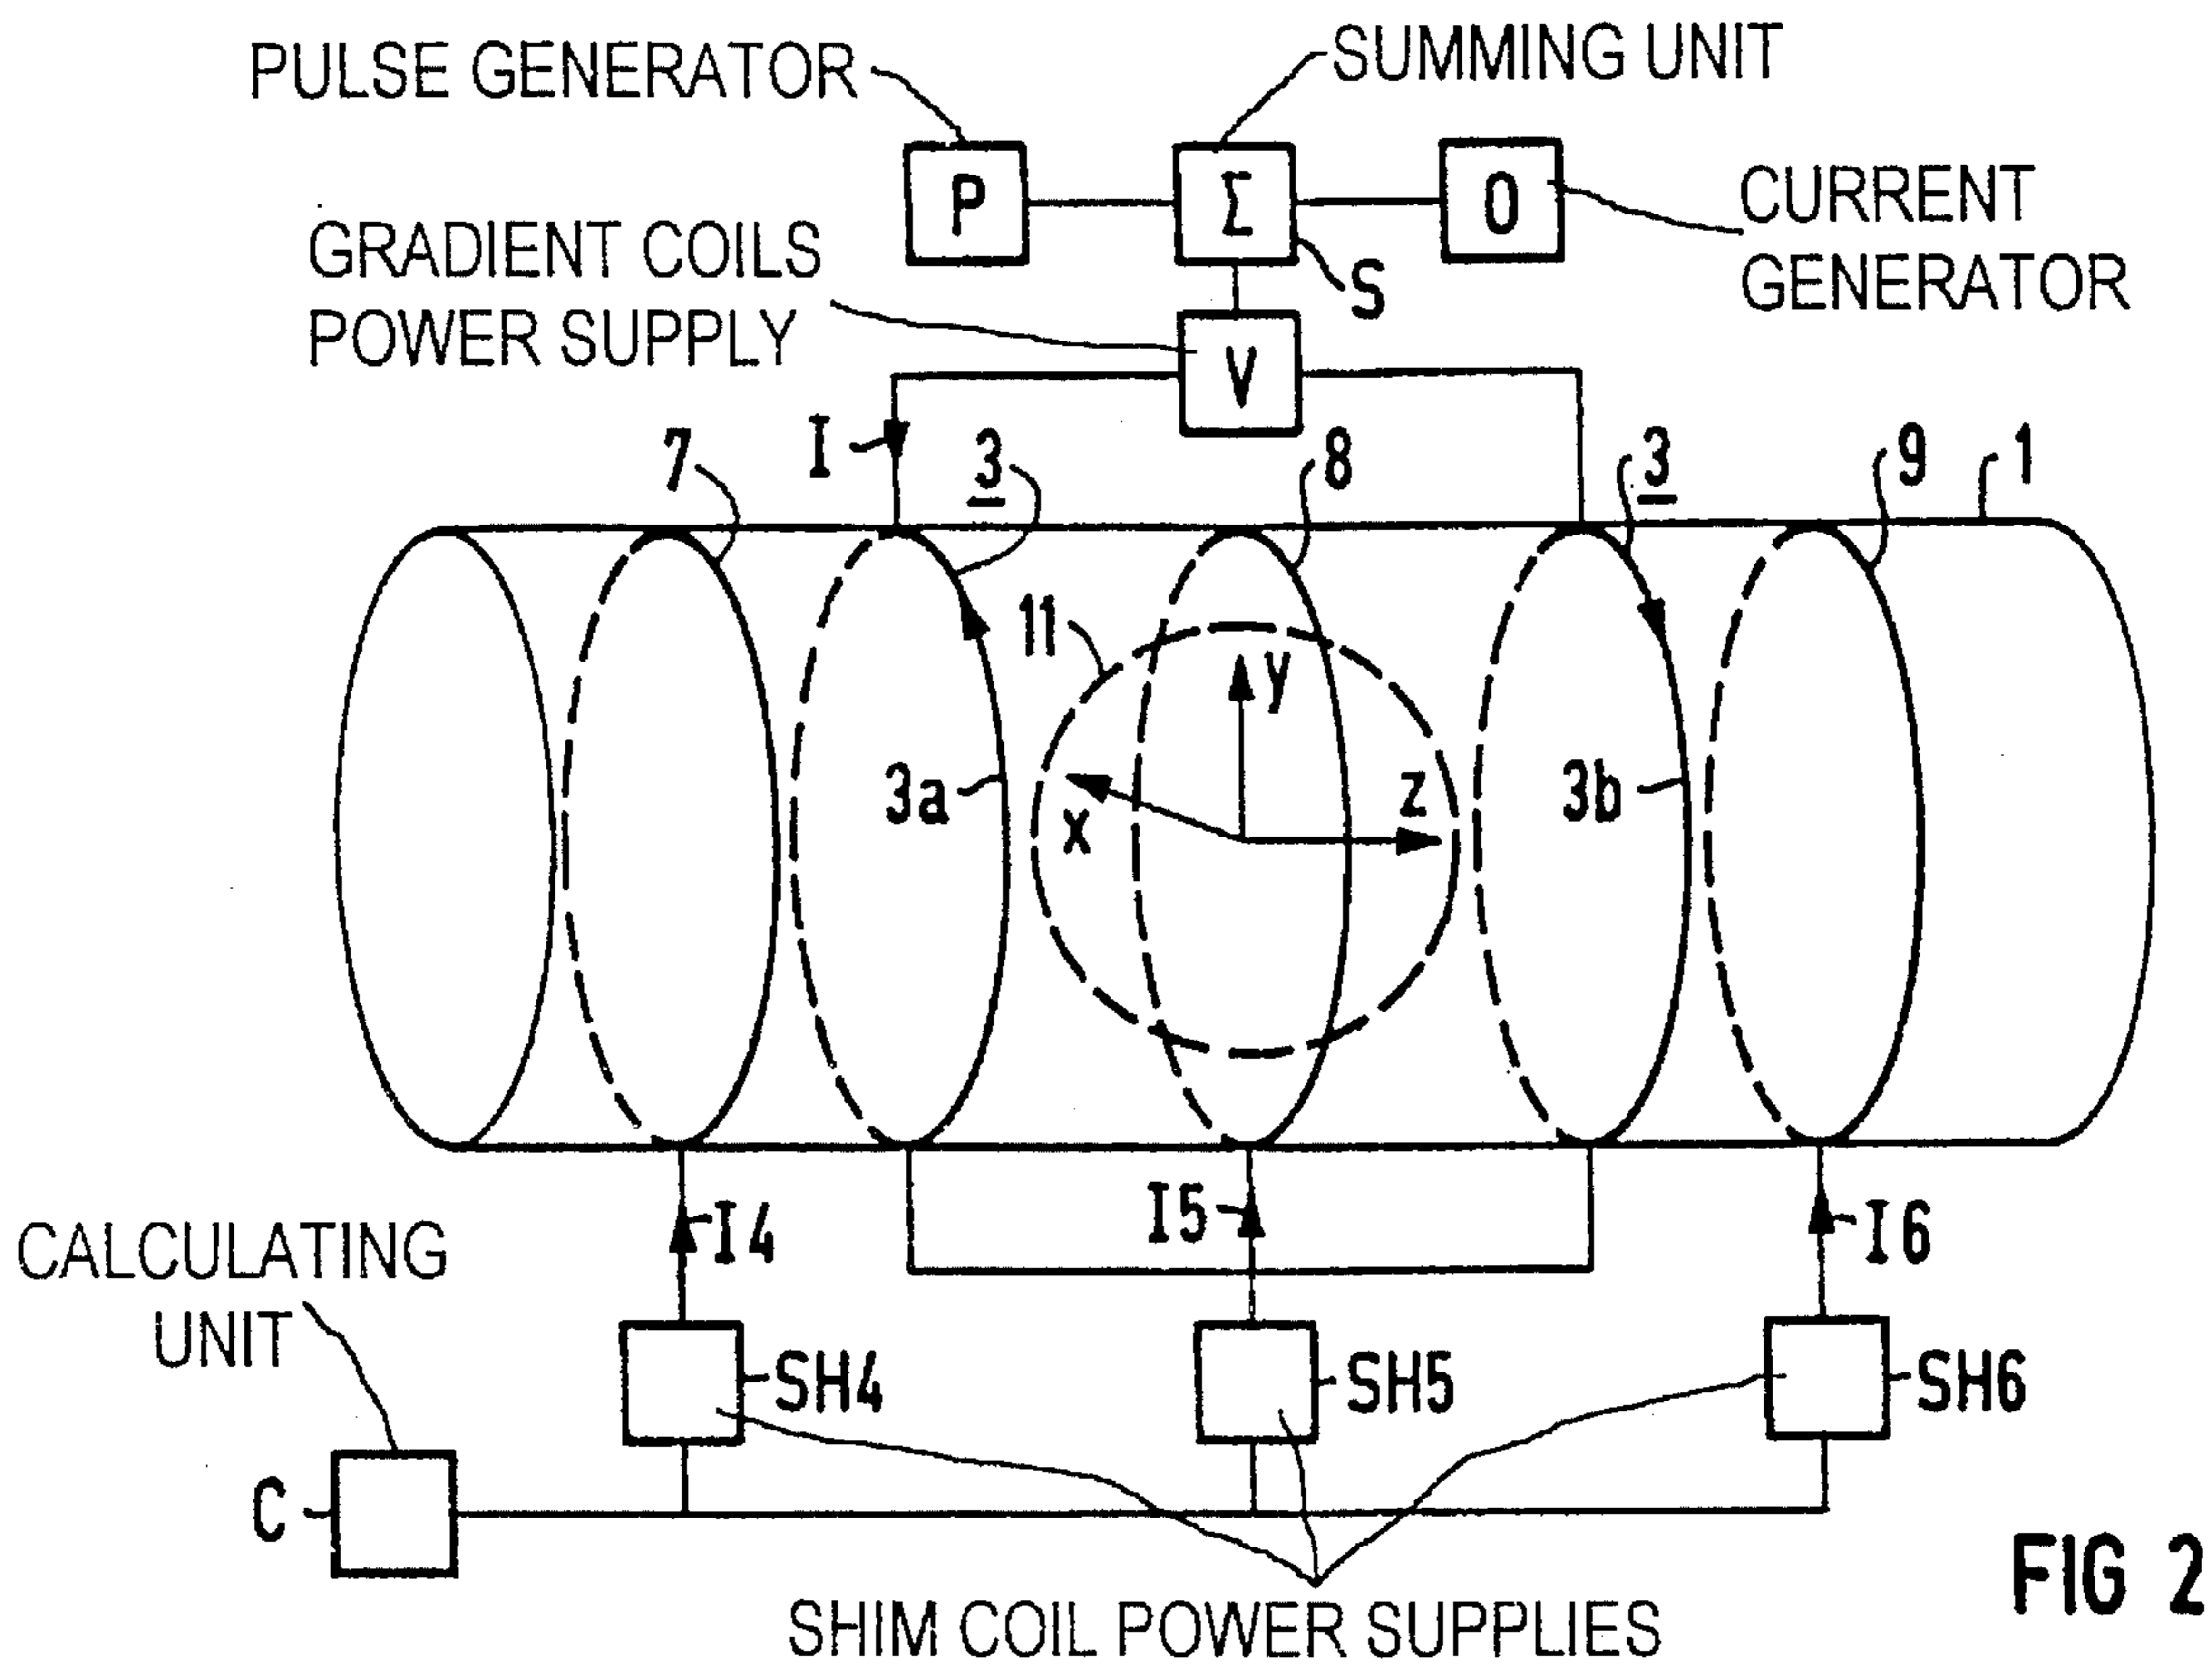 PULSE GENERATOR
SUMMING UNIT
P
Σ
O
CURRENT
GENERATOR
GRADIENT COILS
POWER SUPPLY
S
V
I
7
3
8
3
9
1
11
y
3a
x
z
3b
I4
I5
I6
CALCULATING
UNIT
SH4
SH5
SH6
C
SHIM COIL POWER SUPPLIES
FIG 2